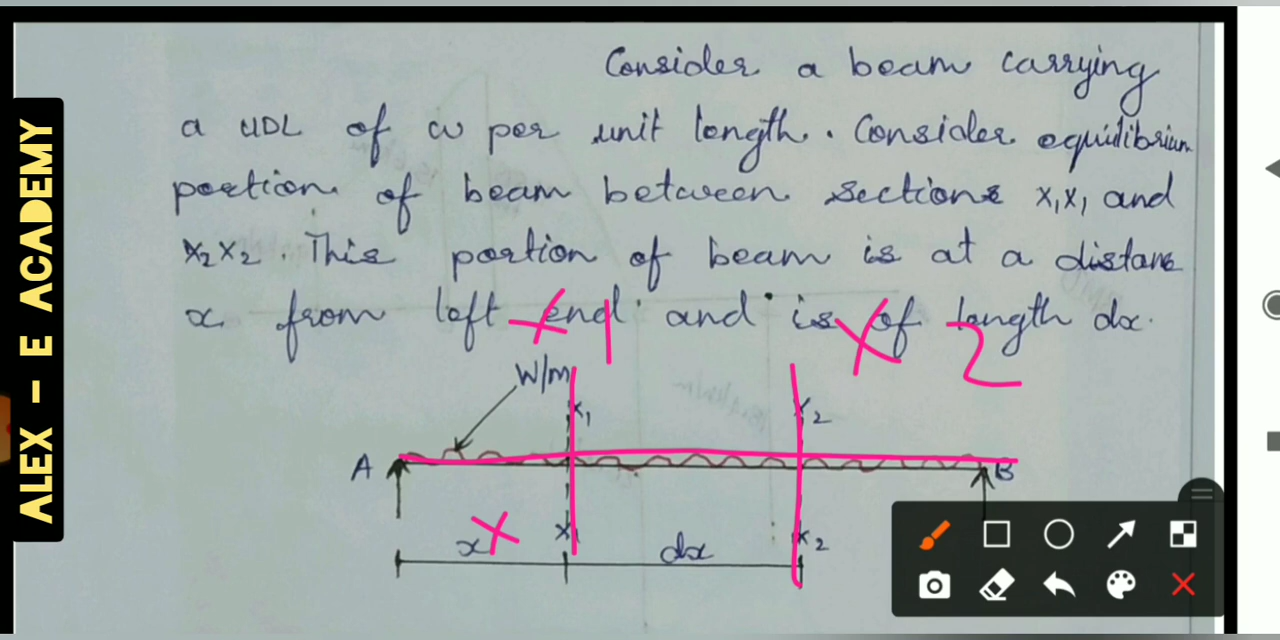 ALEX – E ACADEMY
Consider a beam carrying
a UDL of w per unit length. Consider equilibrium
portion of beam between sections X₁X₁ and
X₂X₂. This portion of beam is at a distance
x from left end and is of length dx.
X 1
X 2
W/m
X₁
X₂
A
B
x
X
X₁
dx
X₂